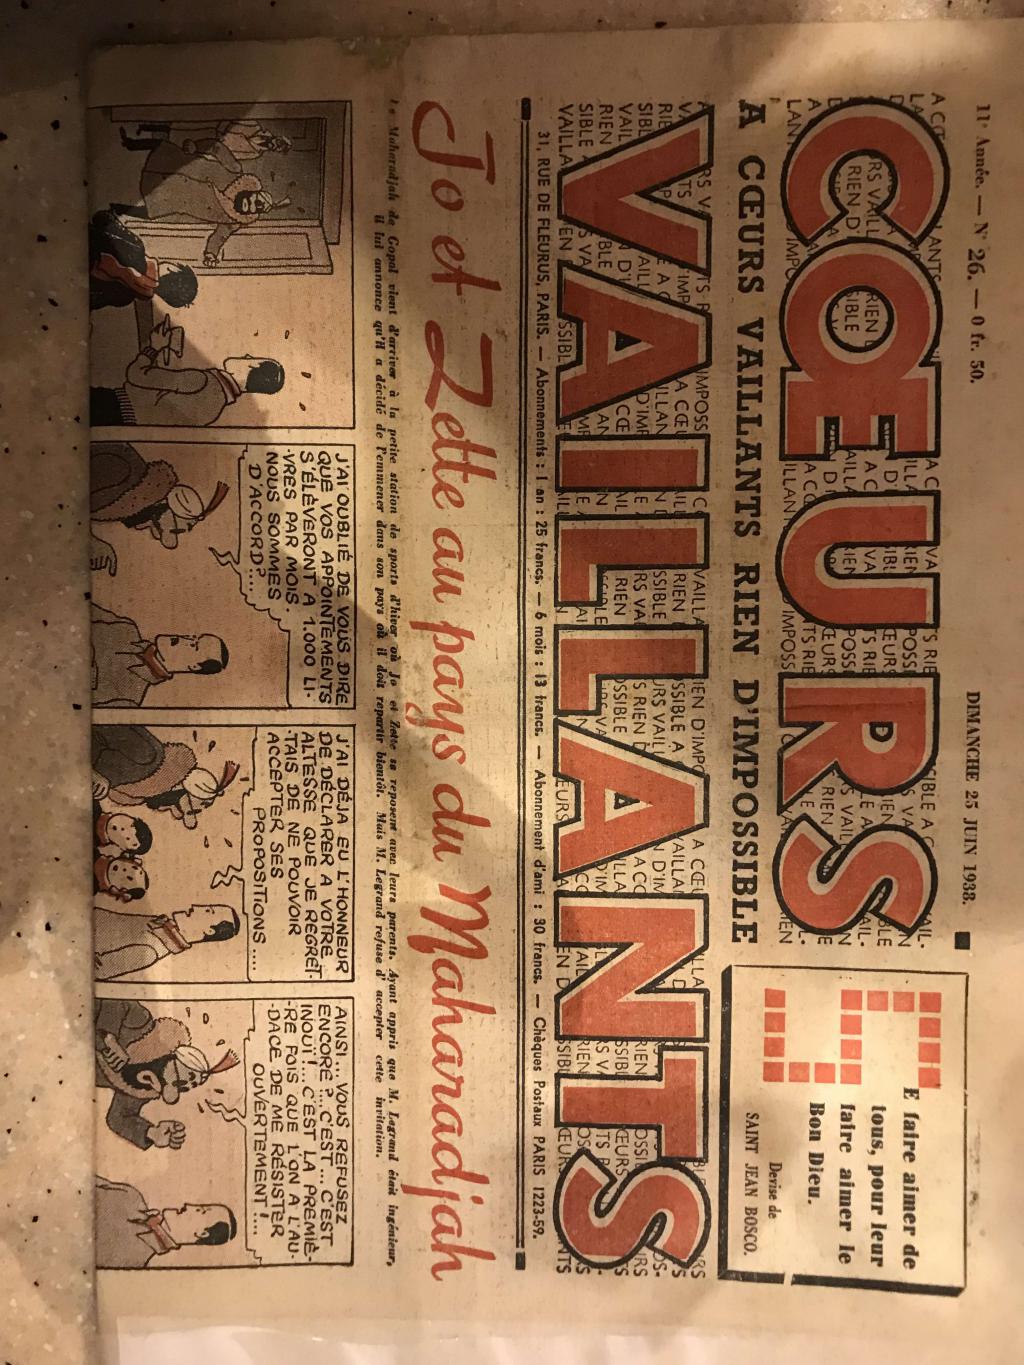 11e Année. — N° 26. — 0 fr. 50.
DIMANCHE 25 JUIN 1938.
COEURS
A CŒURS VAILLANTS RIEN D'IMPOSSIBLE
VAILLANTS
S
E faire aimer de
tous, pour leur
faire aimer le
Bon Dieu.
Devise de
SAINT JEAN BOSCO.
31, RUE DE FLEURUS, PARIS. — Abonnements : 1 an : 25 francs. — 6 mois : 13 francs. — Abonnement d'ami : 30 francs. — Chèques Postaux PARIS 1223-59.
Jo et Zette au pays du Maharadjah
Le Maharadjah de Gopal vient d'arriver à la petite station de sports d'hiver où Jo et Zette se reposent avec leurs parents. Ayant appris que M. Legrand était ingénieur,
il lui annonce qu'il a décidé de l'emmener dans son pays où il doit repartir bientôt. Mais M. Legrand refuse d'accepter cette invitation.
J'AI OUBLIÉ DE VOUS DIRE
QUE VOS APPOINTEMENTS
S'ÉLÈVERONT A 1.000 LI-
VRES PAR MOIS.
NOUS SOMMES
D'ACCORD?....
J'AI DÉJA EU L'HONNEUR
DE DÉCLARER A VOTRE
ALTESSE QUE JE REGRET-
TAIS DE NE POUVOIR
ACCEPTER SES
PROPOSITIONS ....
AINSI... VOUS REFUSEZ
ENCORE ?...C'EST... C'EST
INOUÏ !... C'EST LA PREMIÈ-
RE FOIS QUE L'ON A L'AU-
DACE DE ME RÉSISTER
OUVERTEMENT !....